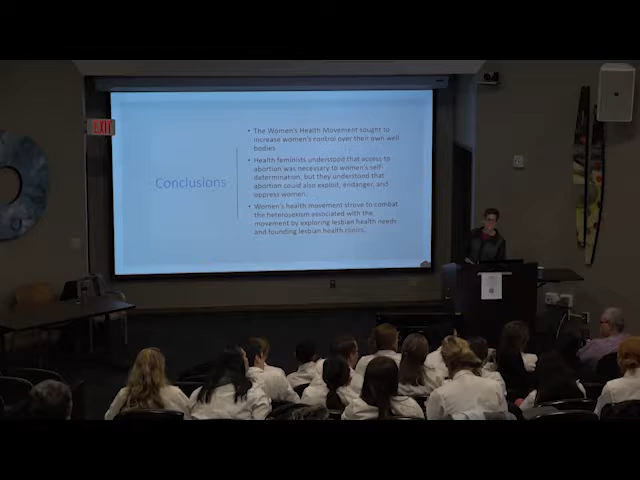 EXIT
Conclusions
• The Women's Health Movement sought to
increase women's control over their own well
bodies
• Health feminists understood that access to
abortion was necessary to women's self-
determination, but they understood that
abortion could also exploit, endanger, and
oppress women.
• Women's health movement strove to combat
the heterosexism associated with the
movement by exploring lesbian health needs
and founding lesbian health clinics.